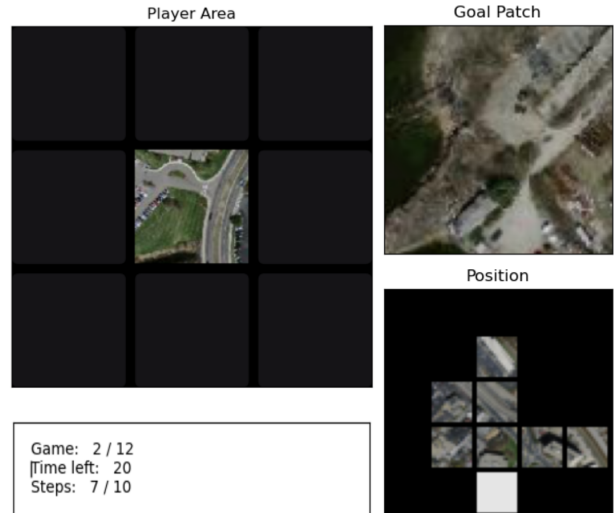 Player Area
Goal Patch
Position
Game: 2 / 12
Time left: 20
Steps: 7 / 10